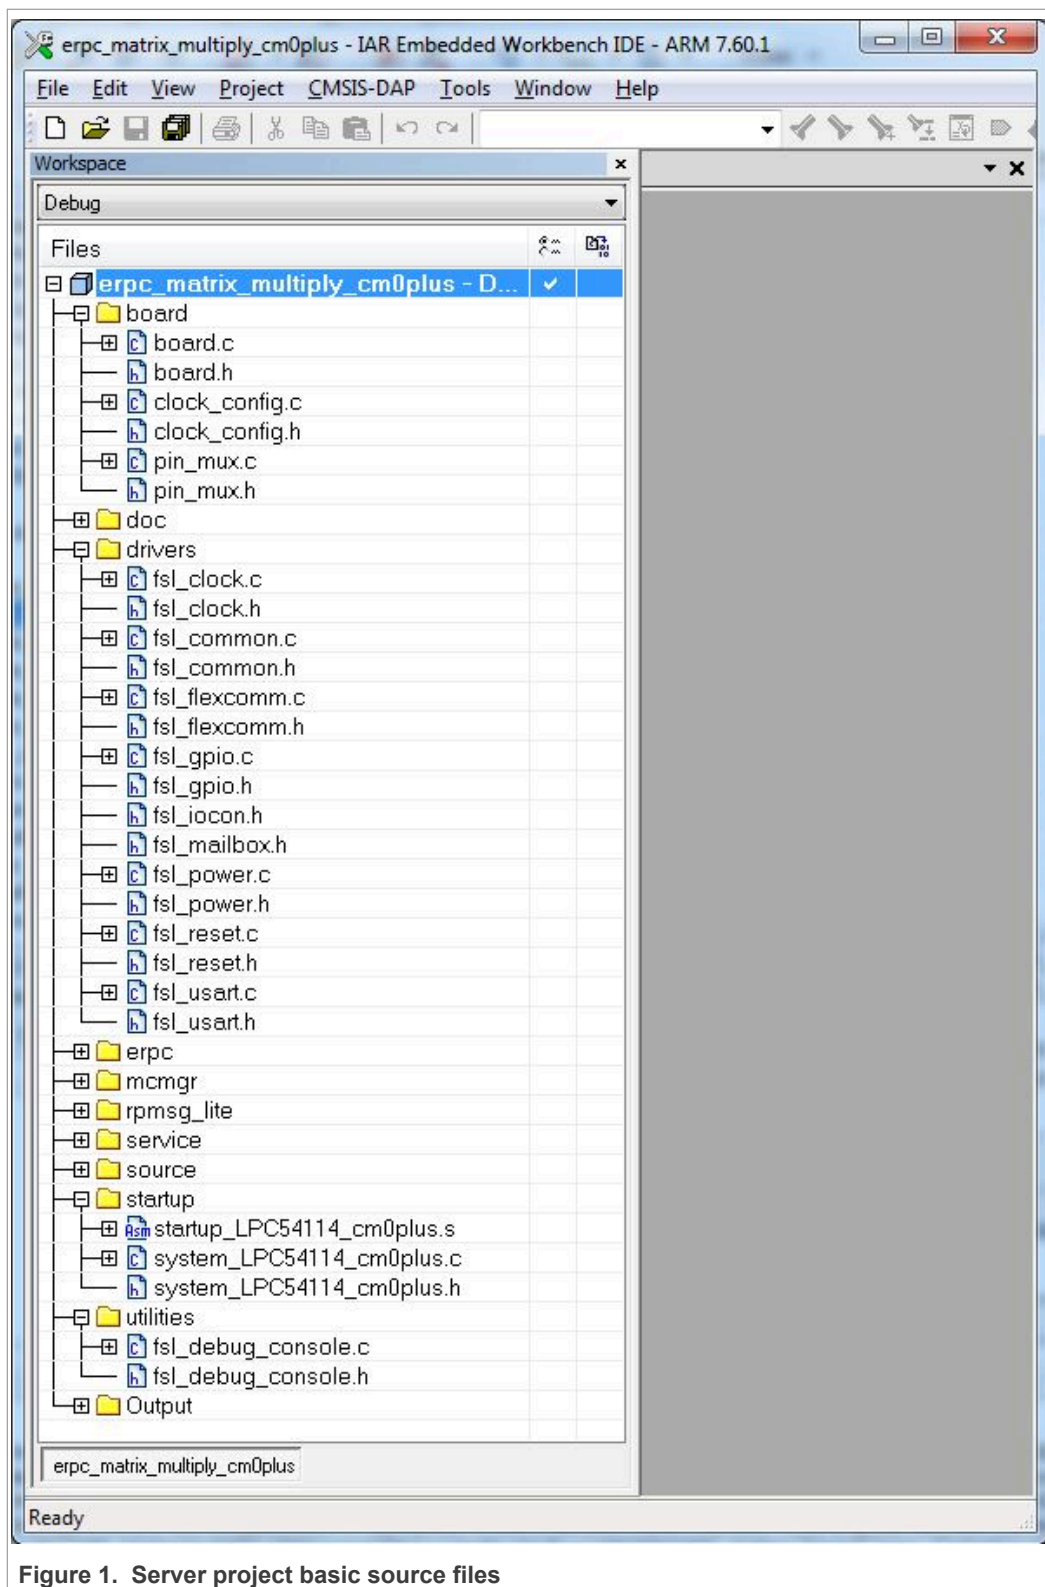 erpc_matrix_multiply_cm0plus - IAR Embedded Workbench IDE - ARM 7.60.1
File Edit View Project CMSIS-DAP Tools Window Help
Workspace
Debug
Files
erpc_matrix_multiply_cm0plus - D...
board
board.c
board.h
clock_config.c
clock_config.h
pin_mux.c
pin_mux.h
doc
drivers
fsl_clock.c
fsl_clock.h
fsl_common.c
fsl_common.h
fsl_flexcomm.c
fsl_flexcomm.h
fsl_gpio.c
fsl_gpio.h
fsl_iocon.h
fsl_mailbox.h
fsl_power.c
fsl_power.h
fsl_reset.c
fsl_reset.h
fsl_usart.c
fsl_usart.h
erpc
mcmgr
rpmsg_lite
service
source
startup
startup_LPC54114_cm0plus.s
system_LPC54114_cm0plus.c
system_LPC54114_cm0plus.h
utilities
fsl_debug_console.c
fsl_debug_console.h
Output
erpc_matrix_multiply_cm0plus
Ready
Figure 1. Server project basic source files